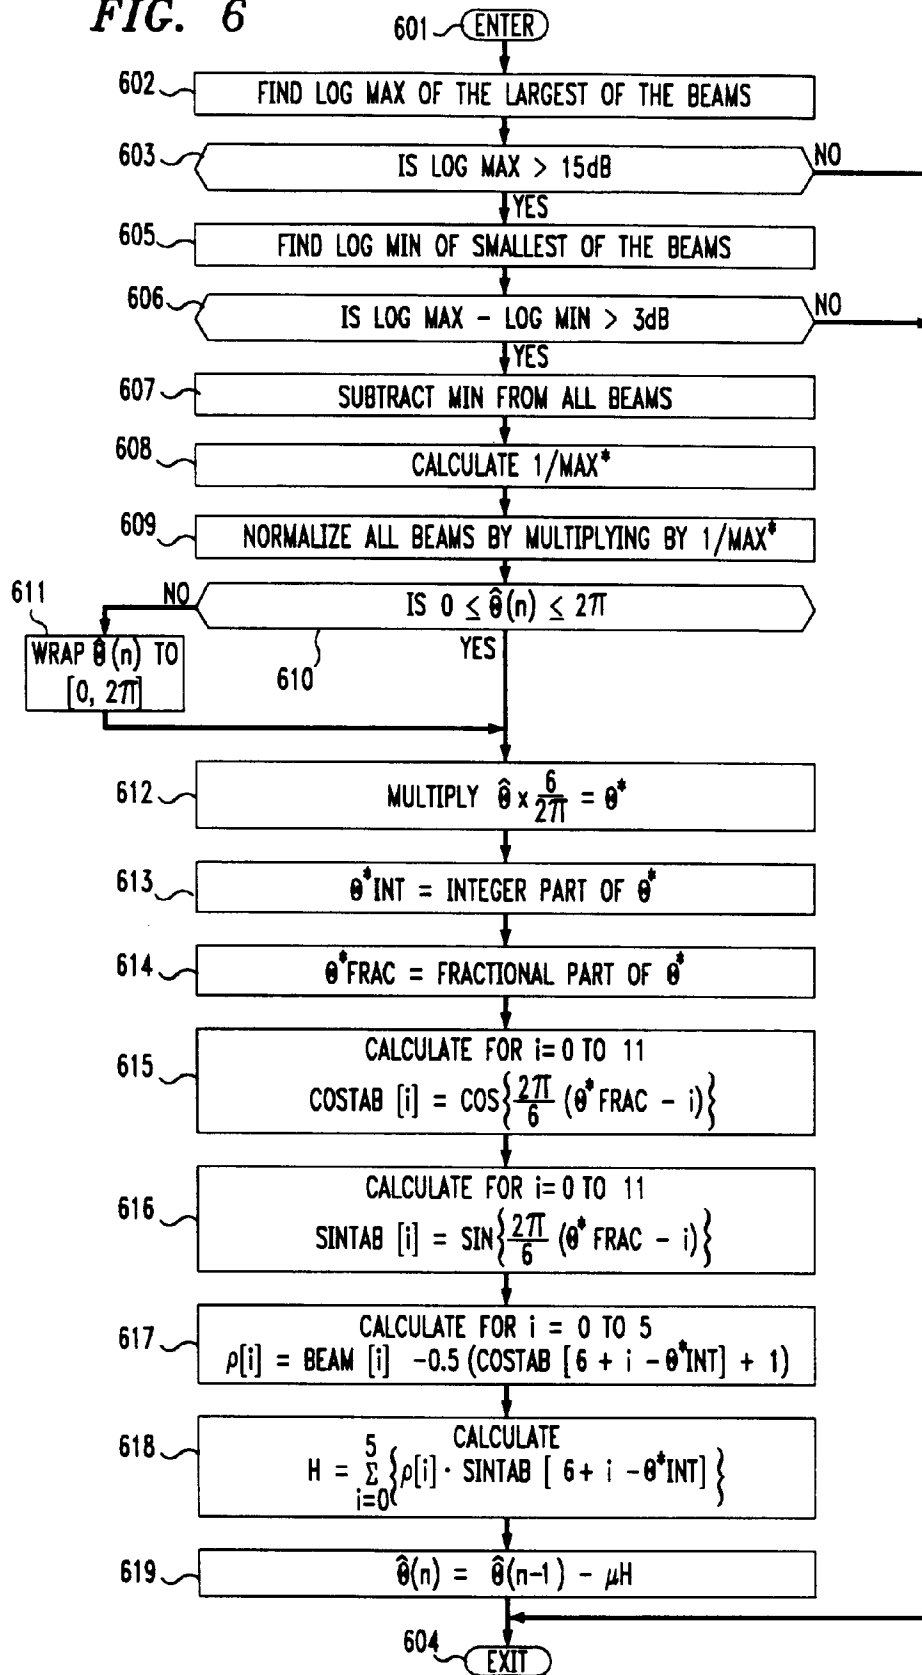 FIG. 6
601 ENTER
602 FIND LOG MAX OF THE LARGEST OF THE BEAMS
603 IS LOG MAX > 15dB NO
YES
605 FIND LOG MIN OF SMALLEST OF THE BEAMS
606 IS LOG MAX - LOG MIN > 3dB NO
YES
607 SUBTRACT MIN FROM ALL BEAMS
608 CALCULATE 1/MAX*
609 NORMALIZE ALL BEAMS BY MULTIPLYING BY 1/MAX*
611 NO IS 0 ≤ θ̂(n) ≤ 2π
610 YES
WRAP θ̂(n) TO
[0, 2π]
612 MULTIPLY θ̂ x 6/2π = θ*
613 θ*INT = INTEGER PART OF θ*
614 θ*FRAC = FRACTIONAL PART OF θ*
615 CALCULATE FOR i=0 TO 11
COSTAB [i] = COS{2π/6 (θ*FRAC - i)}
616 CALCULATE FOR i=0 TO 11
SINTAB [i] = SIN{2π/6 (θ*FRAC - i)}
617 CALCULATE FOR i = 0 TO 5
ρ[i] = BEAM [i] -0.5 (COSTAB [6 + i - θ*INT] + 1)
618 CALCULATE
H = 5 Σ i=0 {ρ[i] · SINTAB [ 6+ i -θ*INT] }
619 θ̂(n) = θ̂(n-1) - μH
604 EXIT